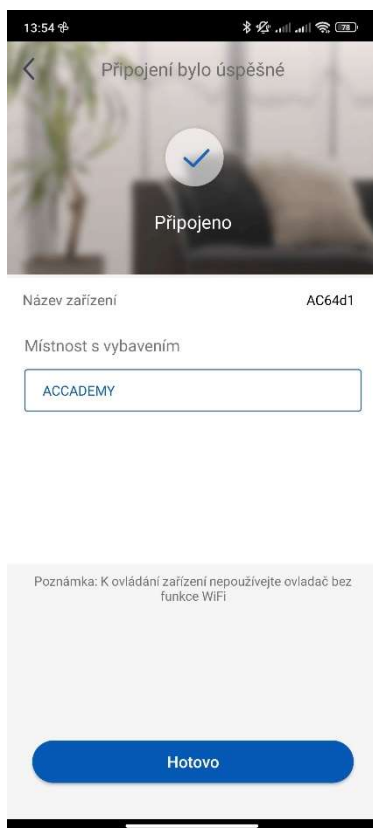 13:54
78
Připojení bylo úspěšné
Připojeno
Název zařízení AC64d1
Místnost s vybavením
ACCADEMY
Poznámka: K ovládání zařízení nepoužívejte ovladač bez
funkce WiFi
Hotovo